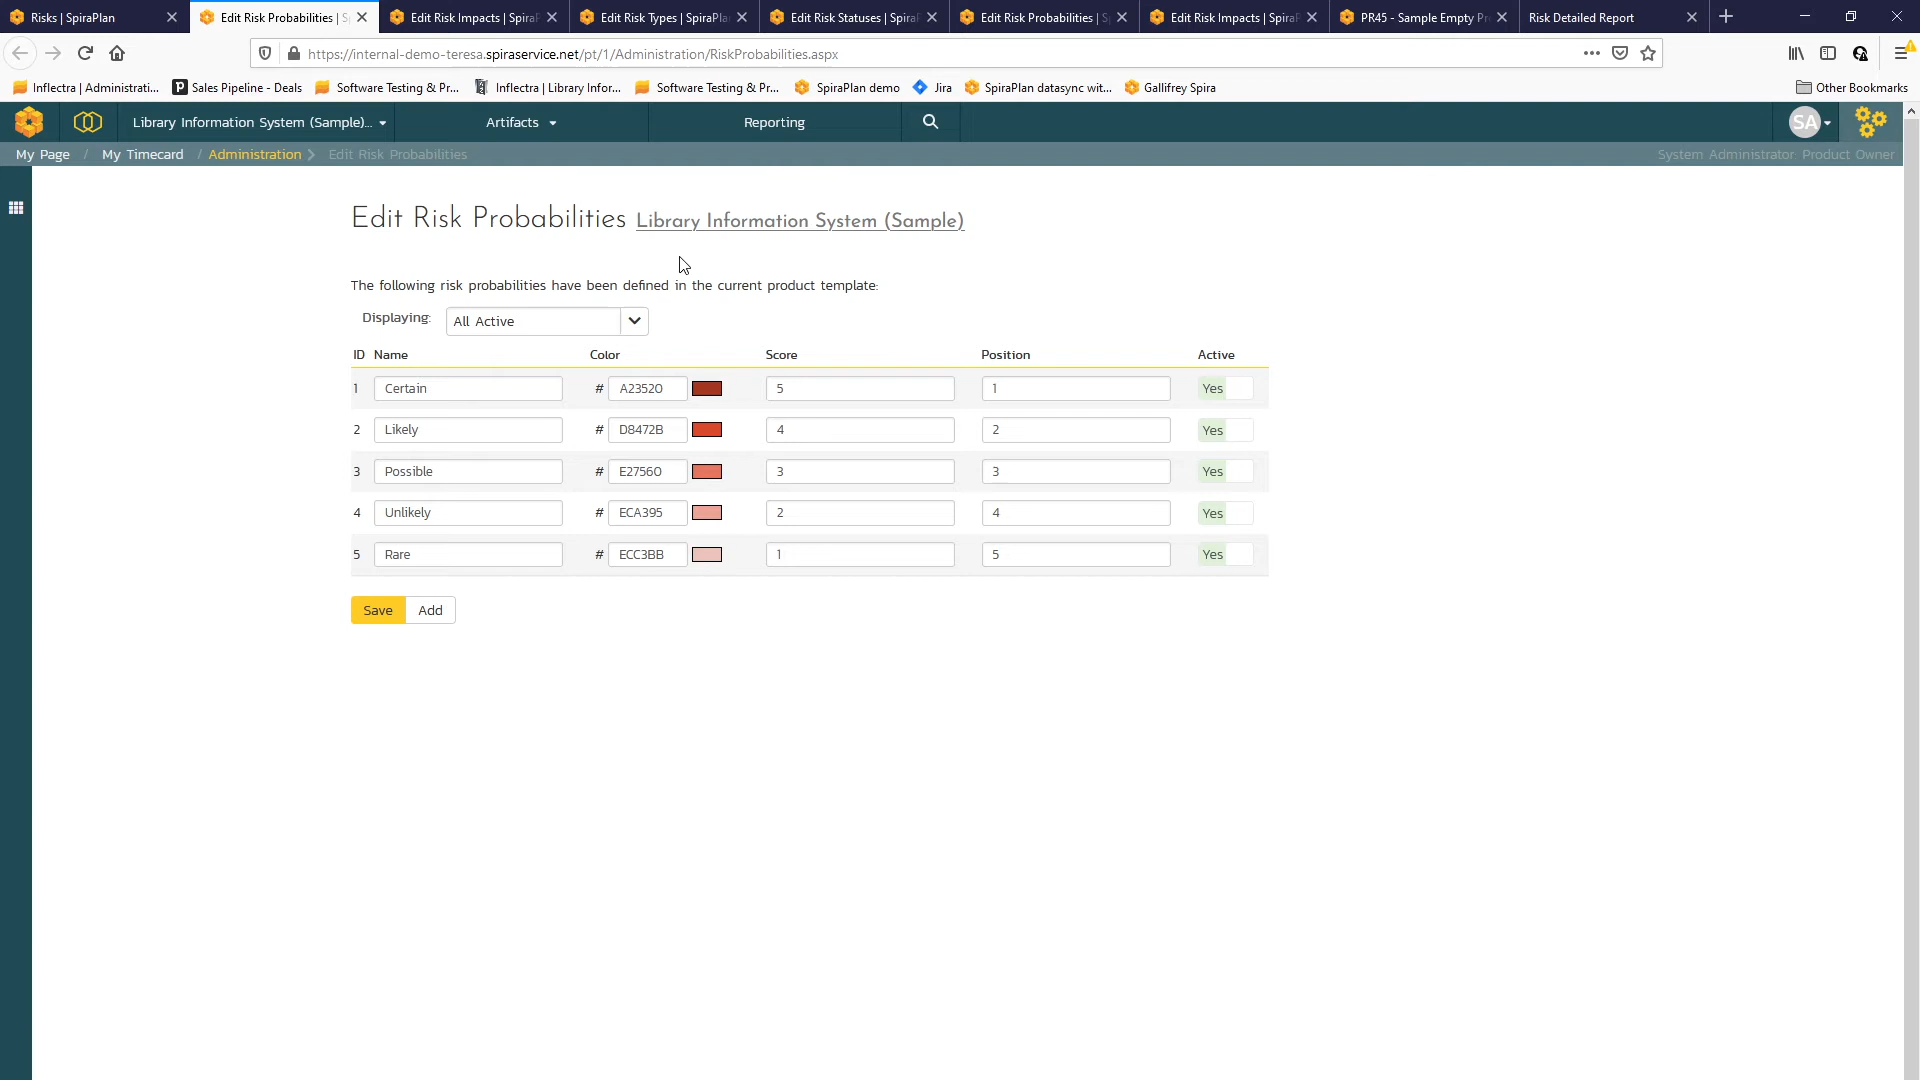 Risks | SpiraPlan
Edit Risk Probabilities | S
Edit Risk Impacts | SpiraP
Edit Risk Types | SpiraPla
Edit Risk Statuses | SpiraP
Edit Risk Probabilities | S
Edit Risk Impacts | SpiraP
PR45 - Sample Empty Pr
Risk Detailed Report
https://internal-demo-teresa.spiraservice.net/pt/1/Administration/RiskProbabilities.aspx
Inflectra | Administrati... Sales Pipeline - Deals Software Testing & Pr... Inflectra | Library Infor... Software Testing & Pr... SpiraPlan demo Jira SpiraPlan datasync wit... Gallifrey Spira Other Bookmarks
Library Information System (Sample)... Artifacts Reporting SA
My Page / My Timecard / Administration > Edit Risk Probabilities System Administrator: Product Owner
Edit Risk Probabilities Library Information System (Sample)
The following risk probabilities have been defined in the current product template:
Displaying: All Active
ID Name Color Score Position Active
1 Certain # A23520 5 1 Yes
2 Likely # D8472B 4 2 Yes
3 Possible # E27560 3 3 Yes
4 Unlikely # ECA395 2 4 Yes
5 Rare # ECC3BB 1 5 Yes
Save Add